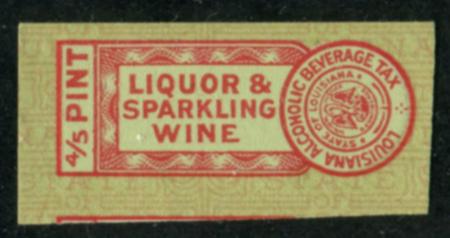 4/5 PINT
LIQUOR &
SPARKLING
WINE
LOUISIANA ALCOHOLIC BEVERAGE TAX
STATE OF LOUISIANA